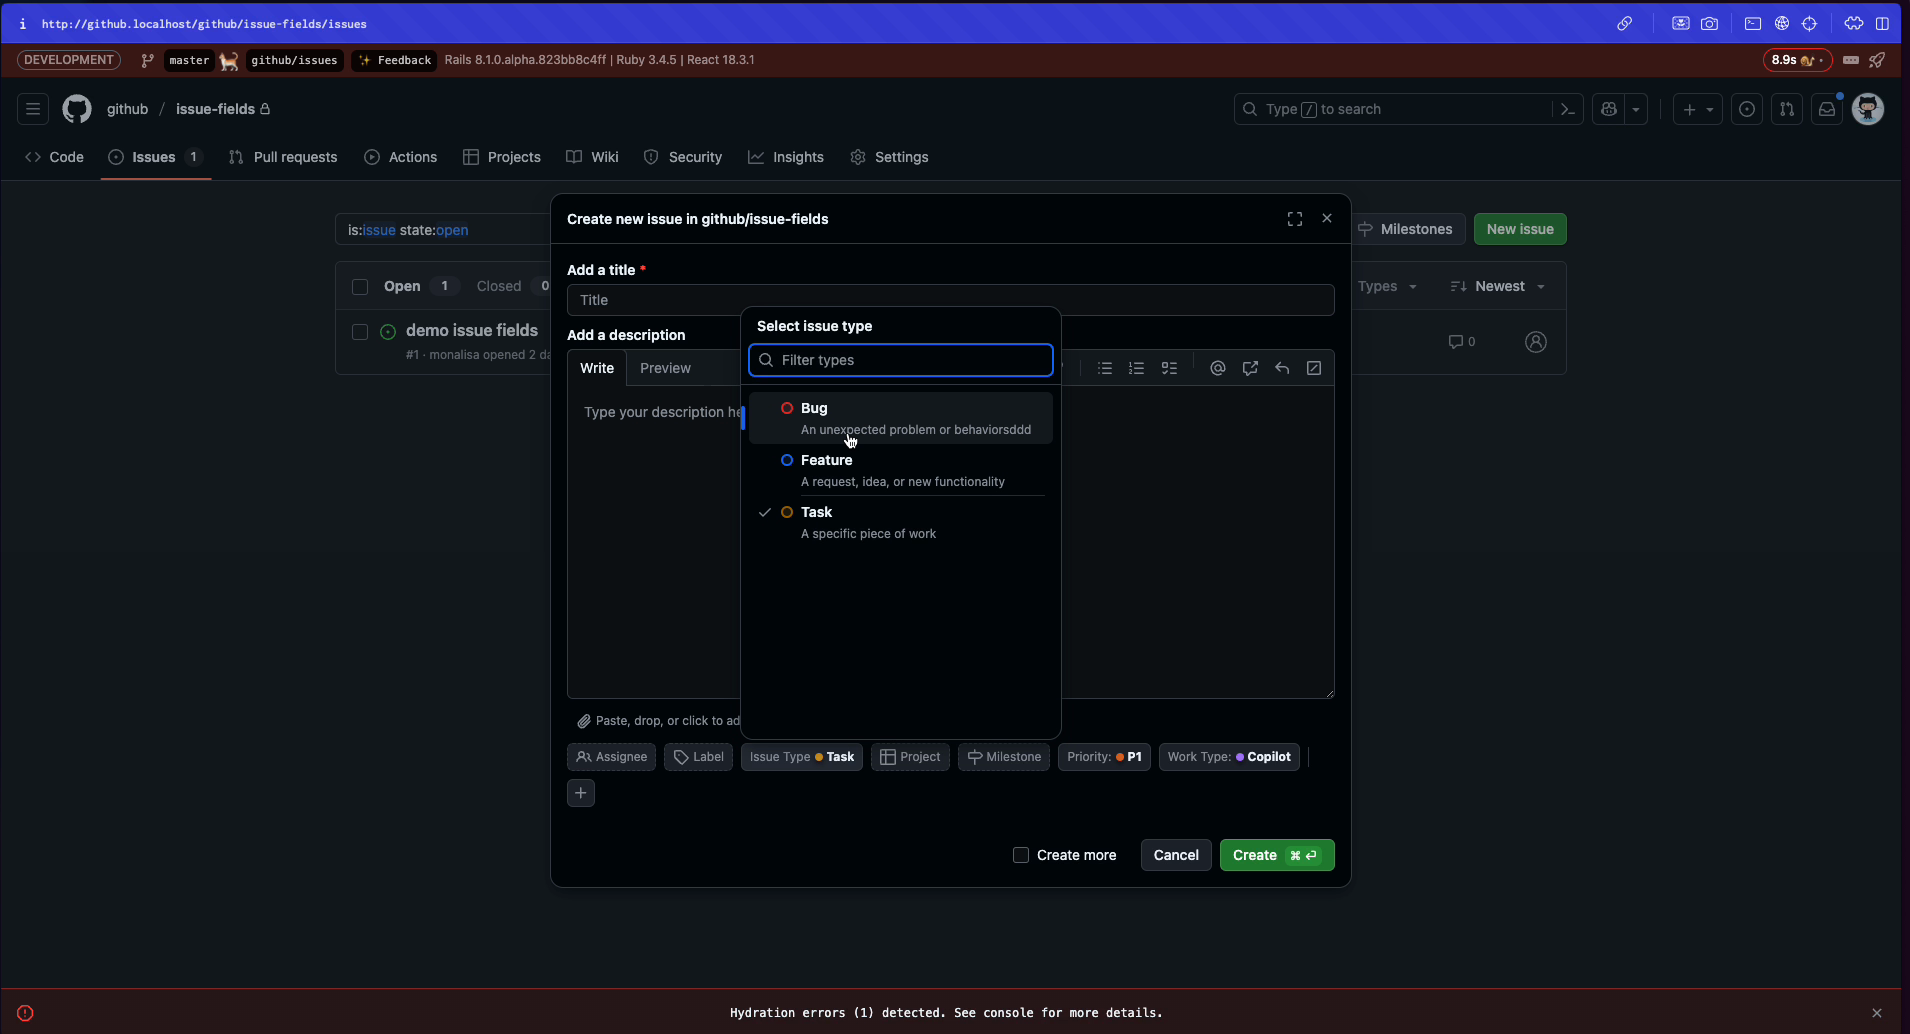 http://github.localhost/github/issue-fields/issues
DEVELOPMENT master github/issues Feedback Rails 8.1.0.alpha.823bb8c4ff | Ruby 3.4.5 | React 18.3.1 8.9s
github / issue-fields Type / to search
Code Issues 1 Pull requests Actions Projects Wiki Security Insights Settings
Create new issue in github/issue-fields
is:issue state:open Milestones New issue
Add a title *
Open 1 Closed 0 Types Newest
Title
demo issue fields
#1 · monalisa opened 2 da
0
Add a description
Select issue type
Write Preview
Filter types
Type your description he
Bug
An unexpected problem or behaviorsddd
Feature
A request, idea, or new functionality
Task
A specific piece of work
Paste, drop, or click to ad
Assignee Label Issue Type Task Project Milestone Priority: P1 Work Type: Copilot
Create more Cancel Create ⌘ ⏎
Hydration errors (1) detected. See console for more details.